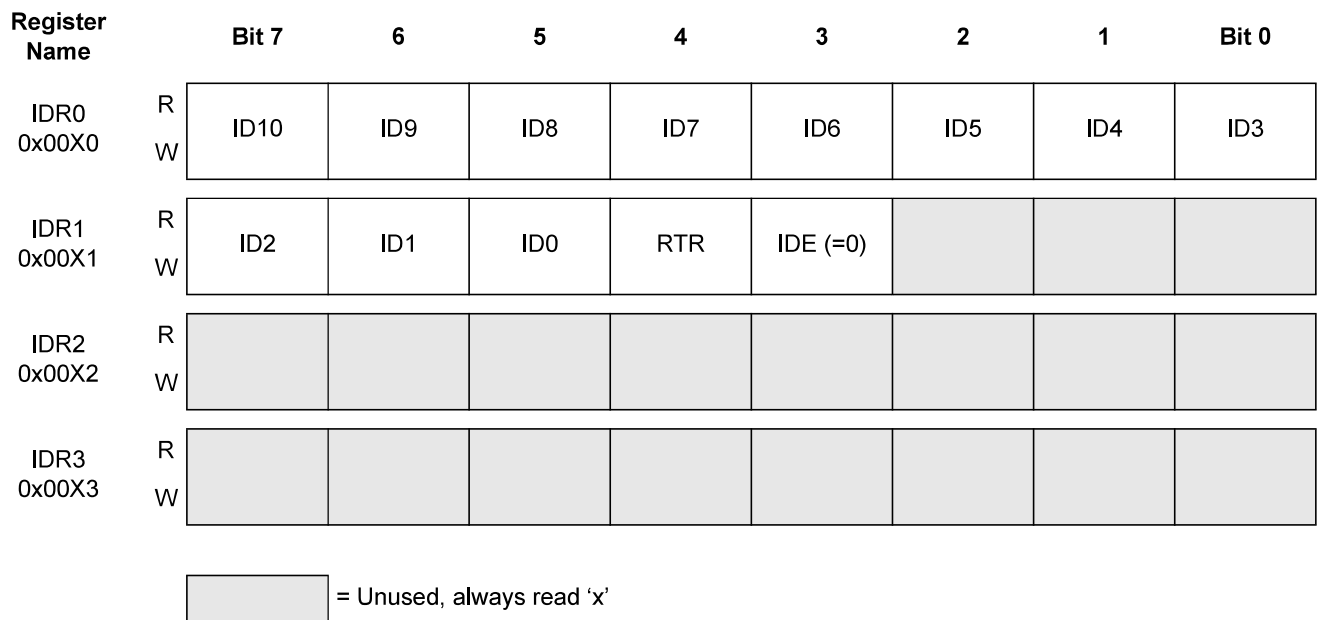 Register Name Bit 7 6 5 4 3 2 1 Bit 0
IDR0 0x00X0 R W ID10 ID9 ID8 ID7 ID6 ID5 ID4 ID3
IDR1 0x00X1 R W ID2 ID1 ID0 RTR IDE (=0)
IDR2 0x00X2 R W
IDR3 0x00X3 R W
= Unused, always read ‘x’